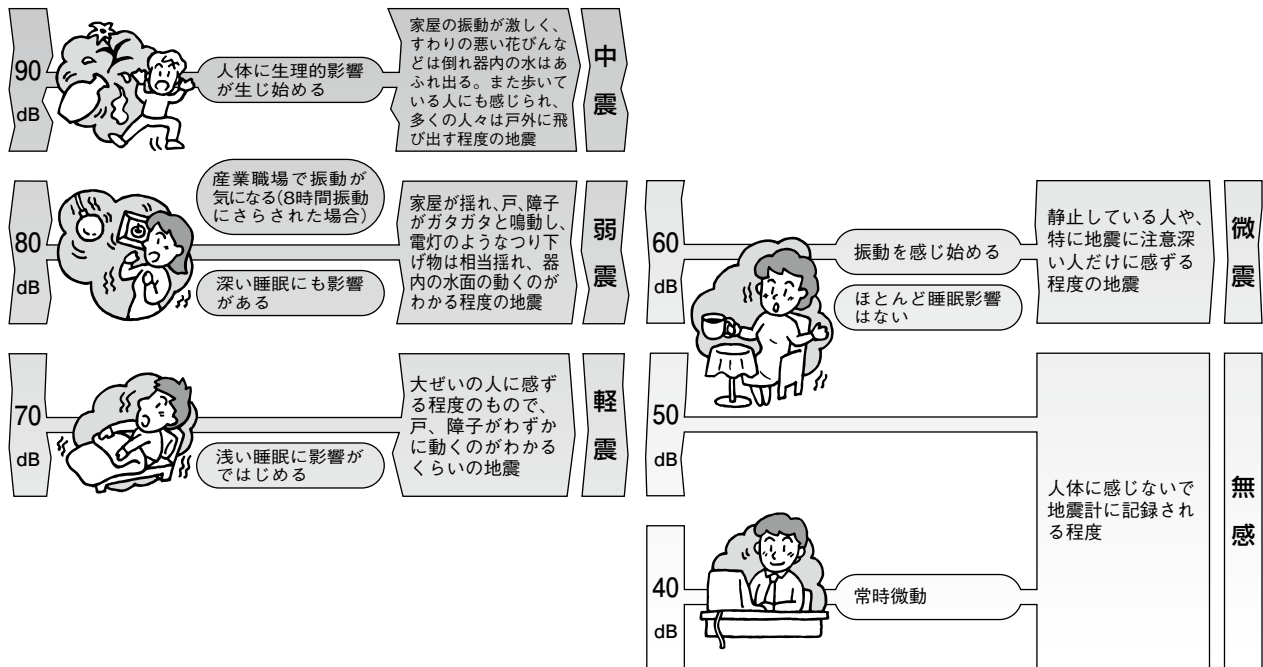 90
dB
人体に生理的影響
が生じ始める
家屋の振動が激しく、
すわりの悪い花びんな
どは倒れ器内の水はあ
ふれ出る。また歩いて
いる人にも感じられ、
多くの人々は戸外に飛
び出す程度の地震
中
震
80
dB
産業職場で振動が
気になる(8時間振動
にさらされた場合)
深い睡眠にも影響
がある
家屋が揺れ、戸、障子
がガタガタと鳴動し、
電灯のようなつり下
げ物は相当揺れ、器
内の水面の動くのが
わかる程度の地震
弱
震
70
dB
浅い睡眠に影響が
ではじめる
大ぜいの人に感ず
る程度のもので、
戸、障子がわずか
に動くのがわかる
くらいの地震
軽
震
60
dB
振動を感じ始める
ほとんど睡眠影響
はない
静止している人や、
特に地震に注意深
い人だけに感ずる
程度の地震
微
震
50
dB
40
dB
常時微動
人体に感じないで
地震計に記録され
る程度
無
感